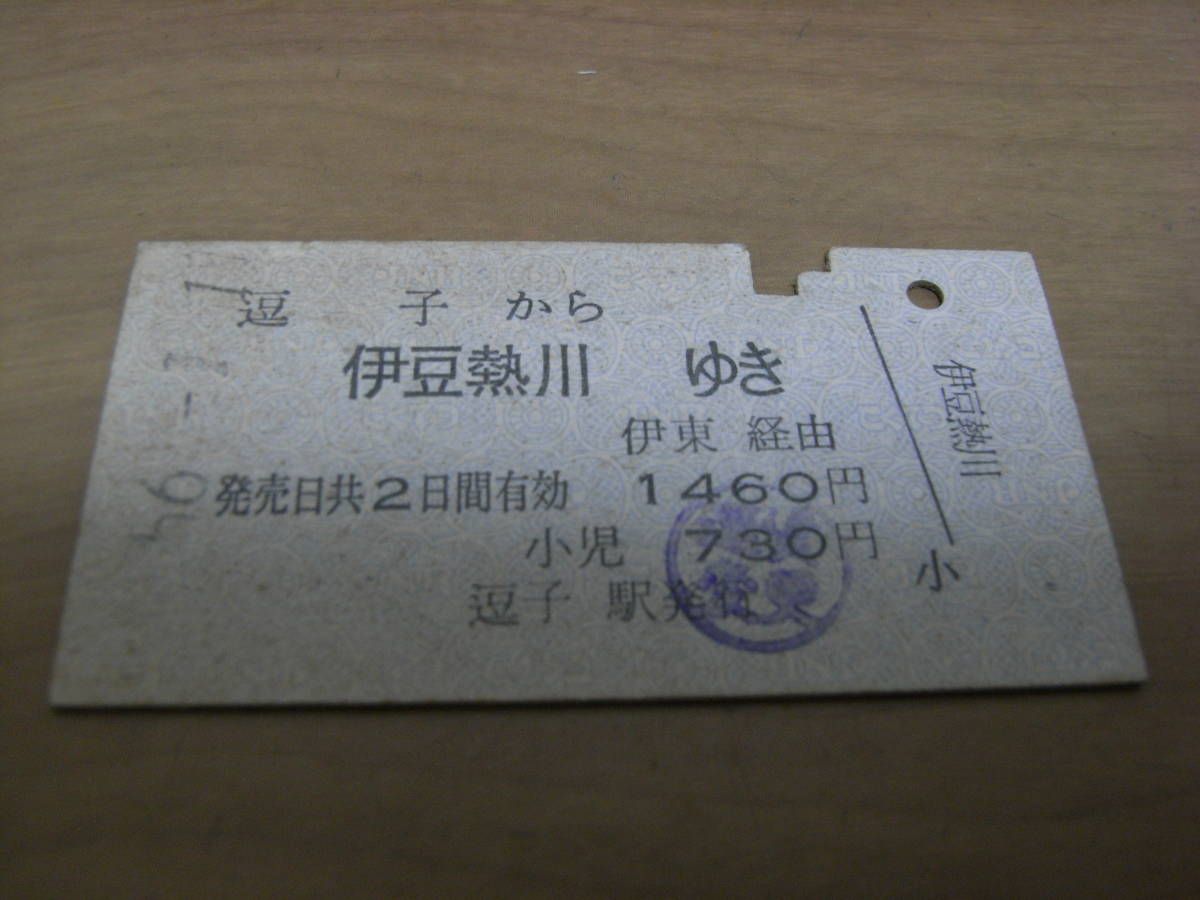 逗子から
伊豆熱川 ゆき
伊東 経由
発売日共2日間有効 1460円
小児 730円
逗子 駅発行
伊豆熱川
小